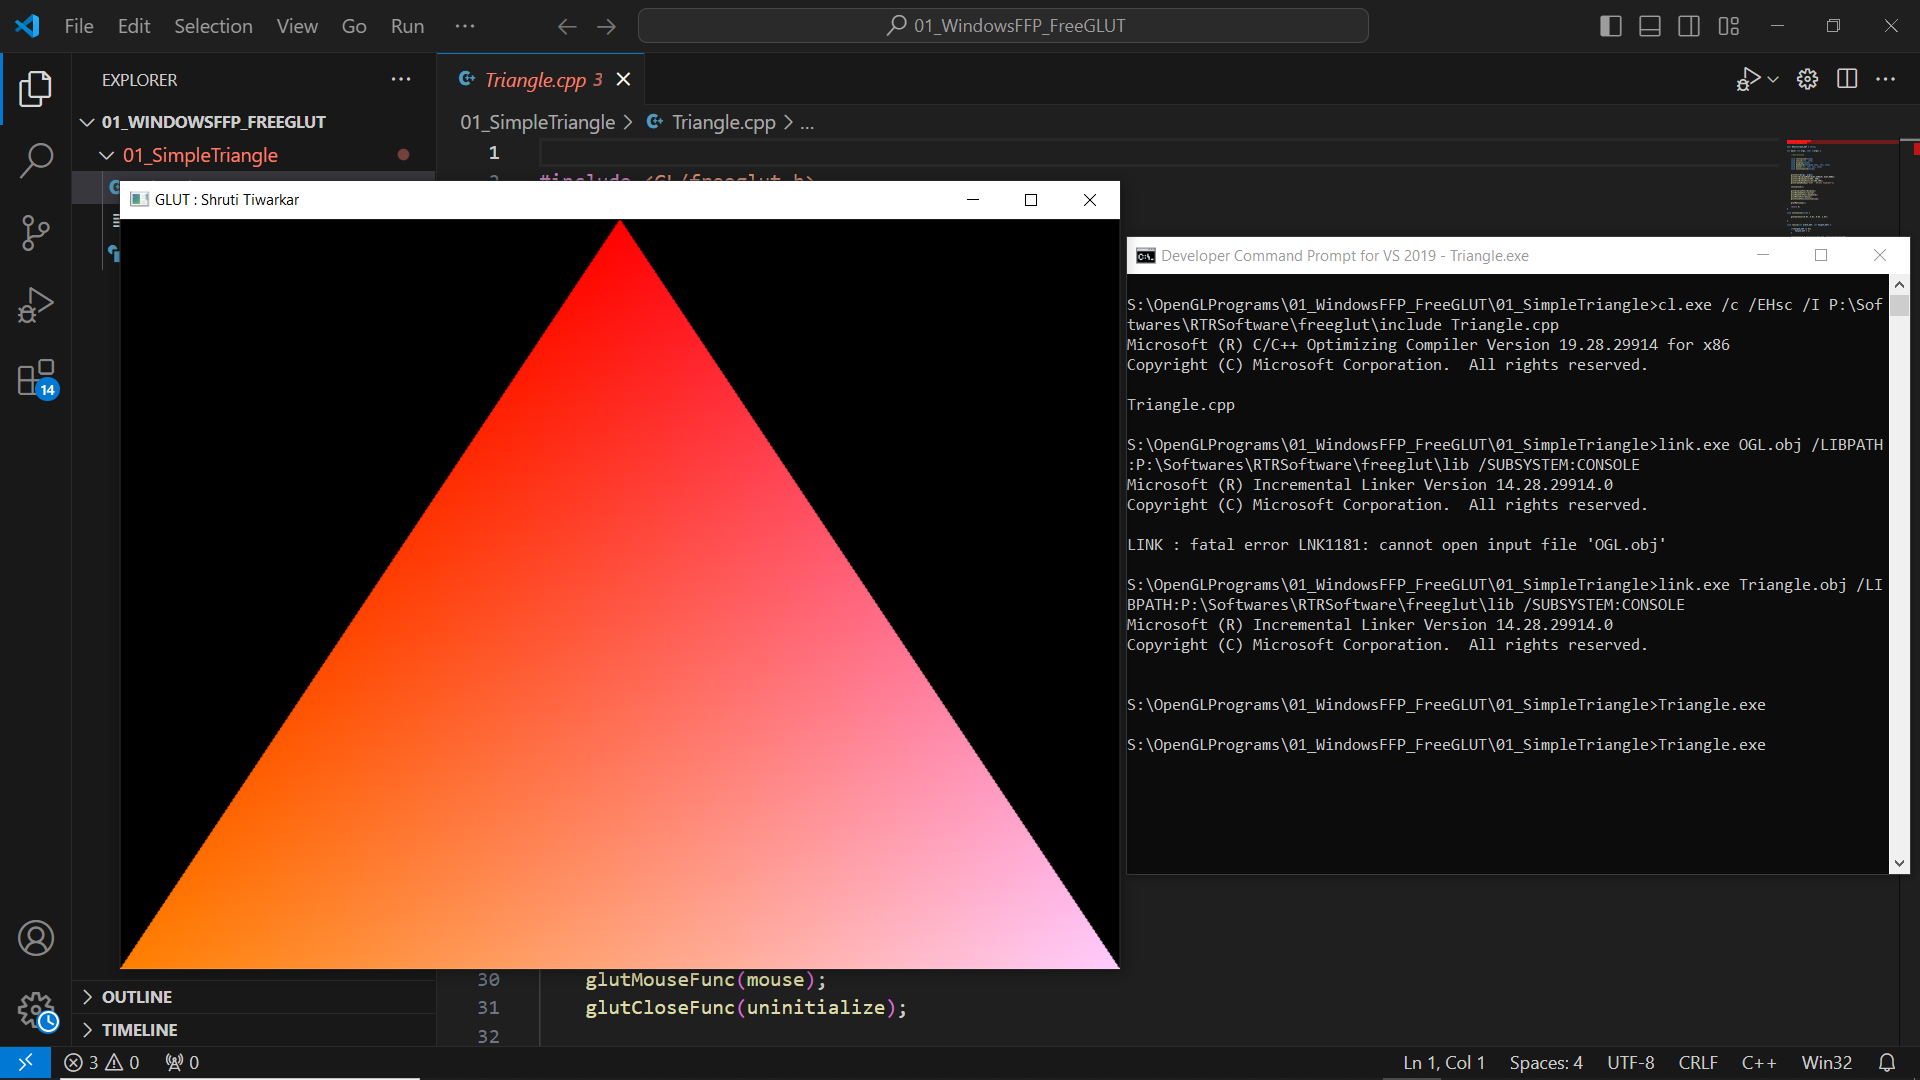 File Edit Selection View Go Run ···
01_WindowsFFP_FreeGLUT
EXPLORER
Triangle.cpp 3
01_WINDOWSFFP_FREEGLUT
01_SimpleTriangle > Triangle.cpp > ...
01_SimpleTriangle
1
#include <GL/freeglut.h>
GLUT : Shruti Tiwarkar
Developer Command Prompt for VS 2019 - Triangle.exe
S:\OpenGLPrograms\01_WindowsFFP_FreeGLUT\01_SimpleTriangle>cl.exe /c /EHsc /I P:\Sof
twares\RTRSoftware\freeglut\include Triangle.cpp
Microsoft (R) C/C++ Optimizing Compiler Version 19.28.29914 for x86
Copyright (C) Microsoft Corporation.  All rights reserved.
Triangle.cpp
S:\OpenGLPrograms\01_WindowsFFP_FreeGLUT\01_SimpleTriangle>link.exe OGL.obj /LIBPATH
:P:\Softwares\RTRSoftware\freeglut\lib /SUBSYSTEM:CONSOLE
Microsoft (R) Incremental Linker Version 14.28.29914.0
Copyright (C) Microsoft Corporation.  All rights reserved.
LINK : fatal error LNK1181: cannot open input file 'OGL.obj'
S:\OpenGLPrograms\01_WindowsFFP_FreeGLUT\01_SimpleTriangle>link.exe Triangle.obj /LI
BPATH:P:\Softwares\RTRSoftware\freeglut\lib /SUBSYSTEM:CONSOLE
Microsoft (R) Incremental Linker Version 14.28.29914.0
Copyright (C) Microsoft Corporation.  All rights reserved.
S:\OpenGLPrograms\01_WindowsFFP_FreeGLUT\01_SimpleTriangle>Triangle.exe
S:\OpenGLPrograms\01_WindowsFFP_FreeGLUT\01_SimpleTriangle>Triangle.exe
14
30 glutMouseFunc(mouse);
31 glutCloseFunc(uninitialize);
32
OUTLINE
TIMELINE
3 0 0
Ln 1, Col 1 Spaces: 4 UTF-8 CRLF C++ Win32